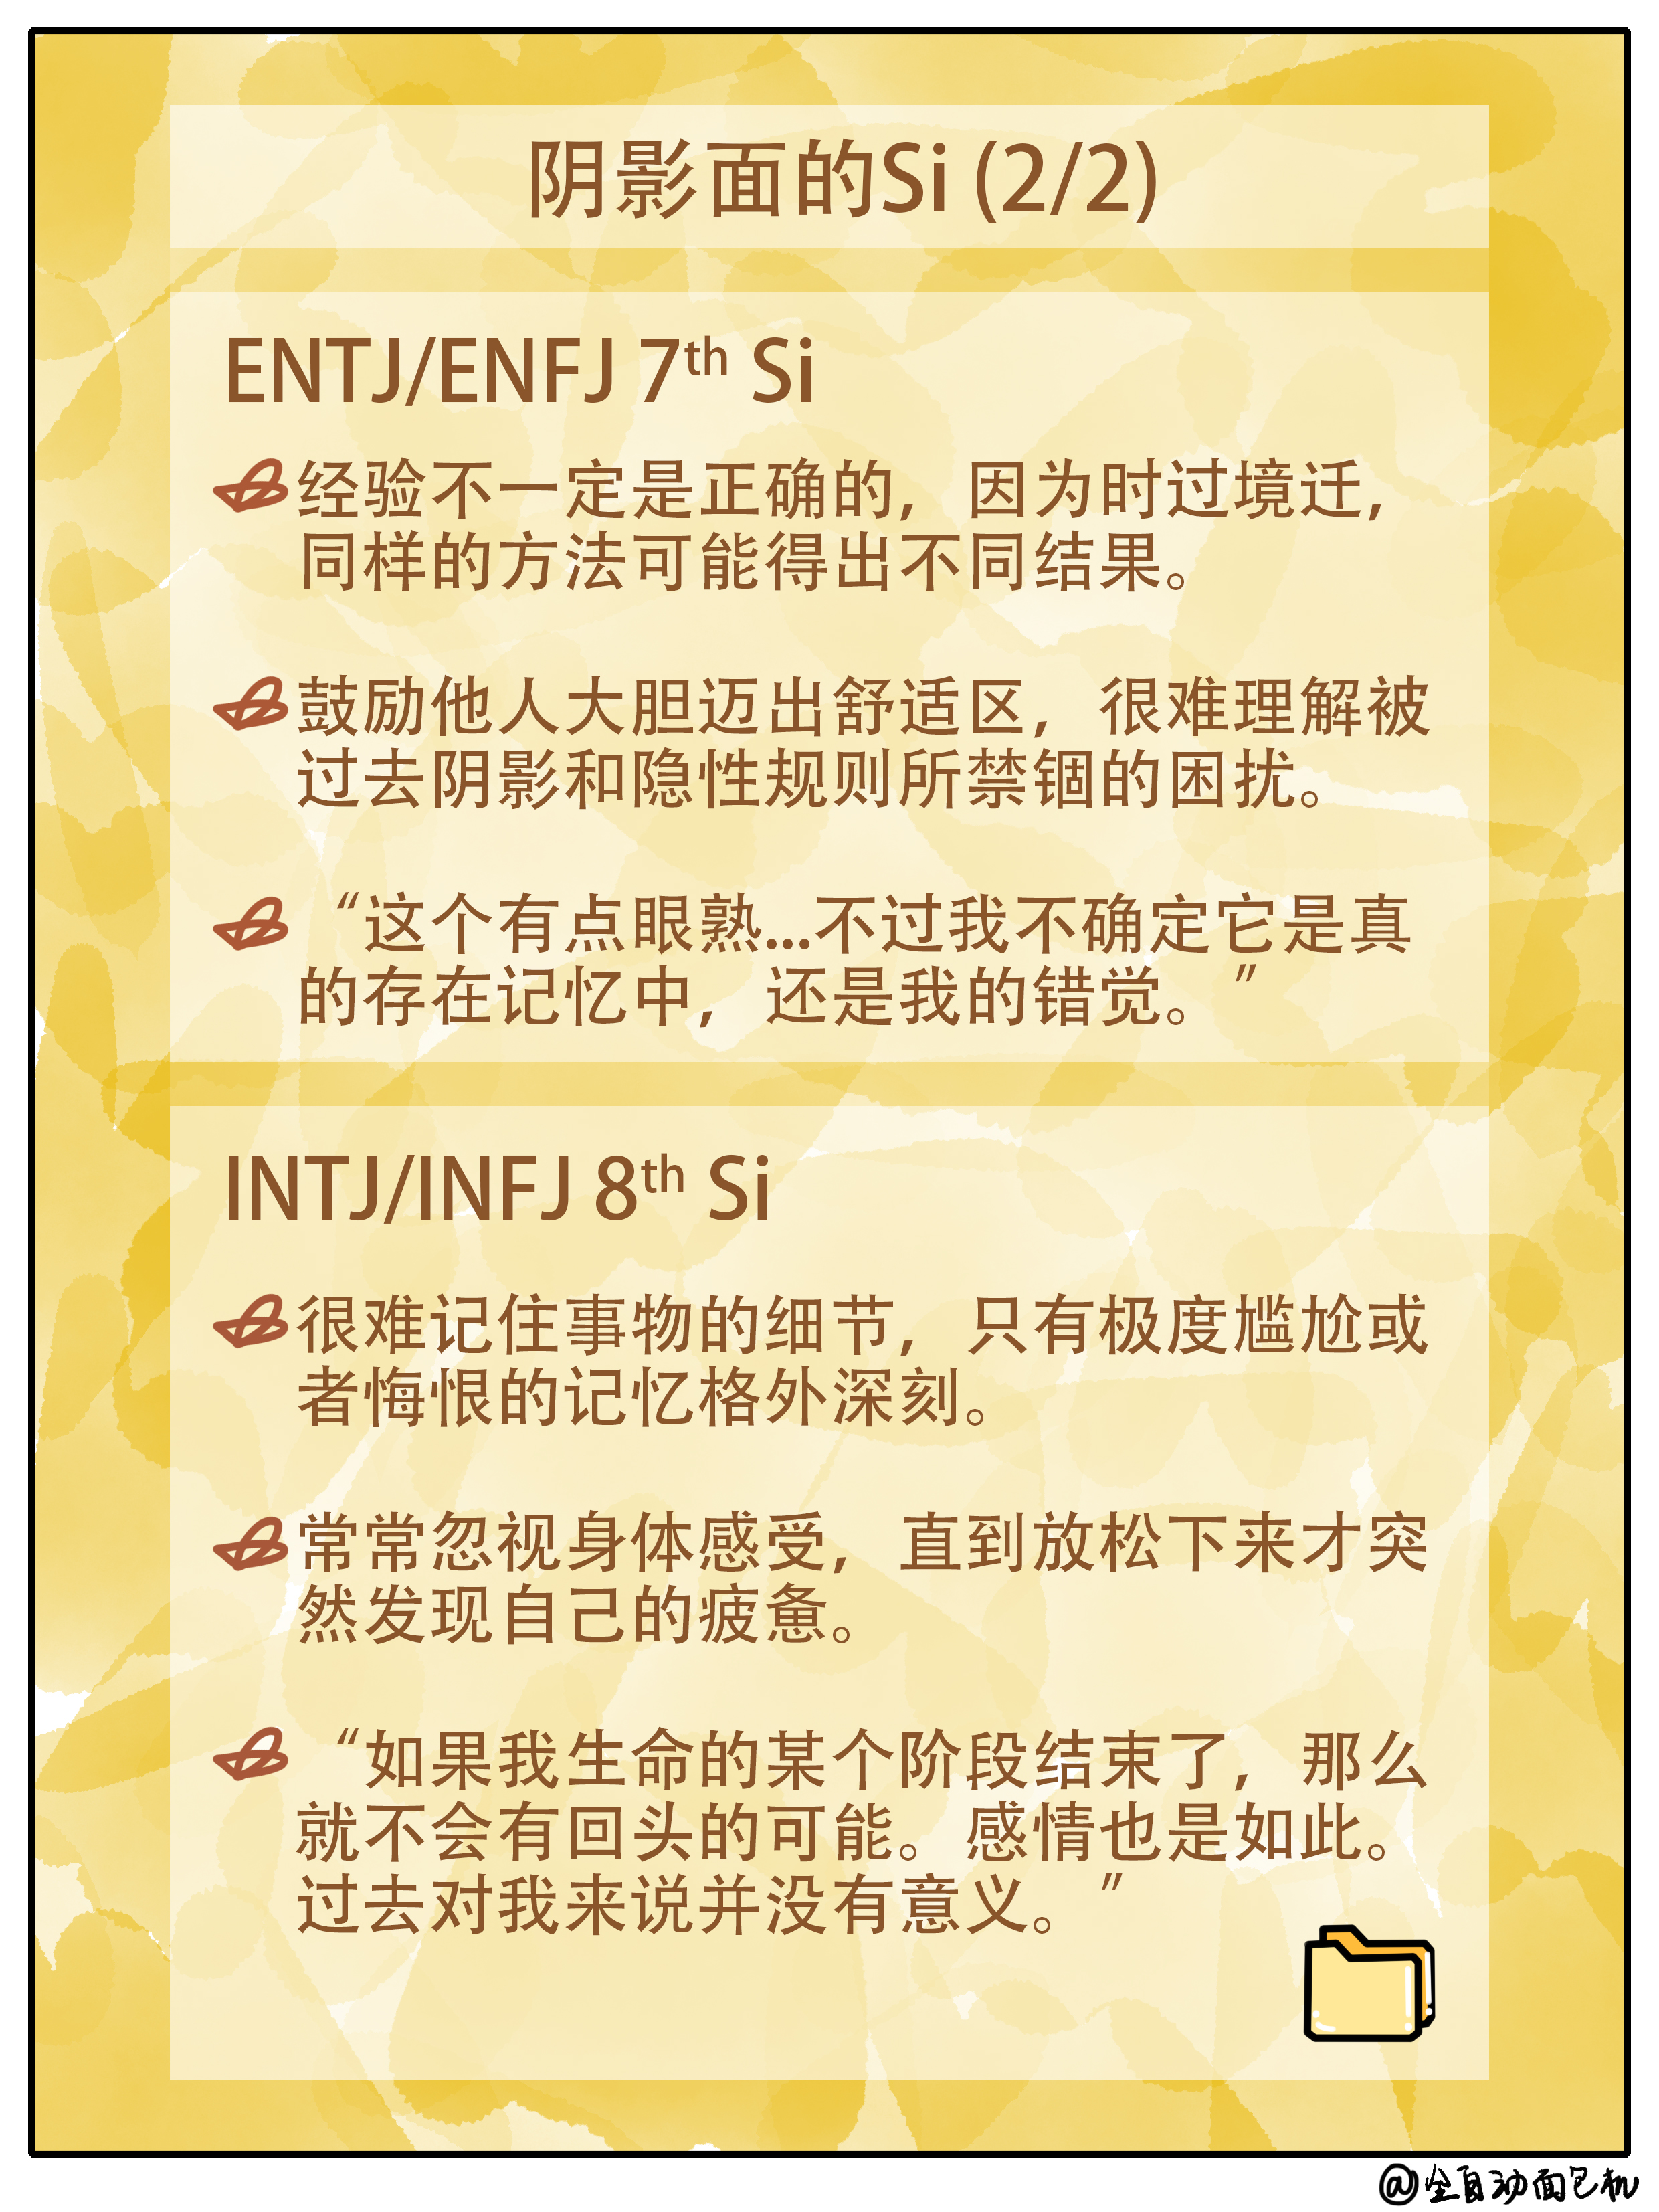 阴影面的Si (2/2)
ENTJ/ENFJ 7th Si
经验不一定是正确的，因为时过境迁，
同样的方法可能得出不同结果。
鼓励他人大胆迈出舒适区，很难理解被
过去阴影和隐性规则所禁锢的困扰。
“这个有点眼熟...不过我不确定它是真
的存在记忆中，还是我的错觉。”
INTJ/INFJ 8th Si
很难记住事物的细节，只有极度尴尬或
者悔恨的记忆格外深刻。
常常忽视身体感受，直到放松下来才突
然发现自己的疲惫。
“如果我生命的某个阶段结束了，那么
就不会有回头的可能。感情也是如此。
过去对我来说并没有意义。”
@全自动面包机